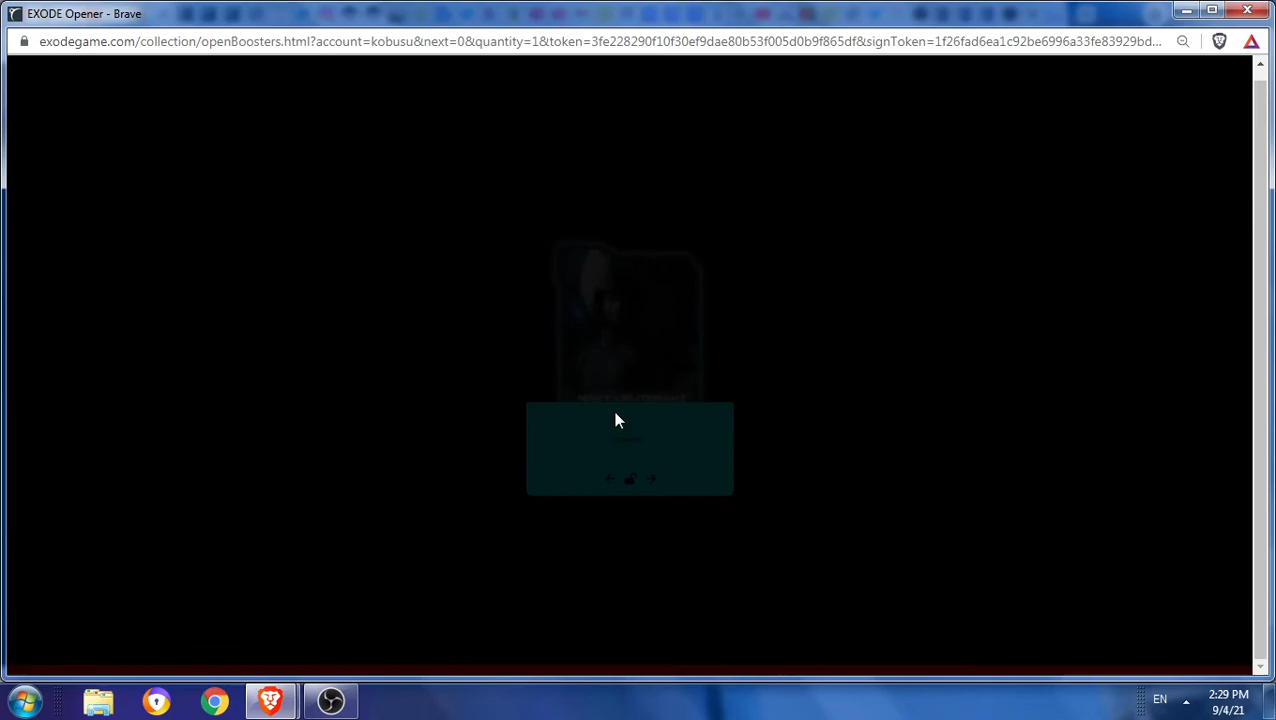 EXODE Opener - Brave
exodegame.com/collection/openBoosters.html?account=kobusu&next=0&quantity=1&token=3fe228290f10f30ef9dae80b53f005d0b9f865df&signToken=1f26fad6ea1c92be6996a33fe83929bd...
EN
2:29 PM
9/4/21